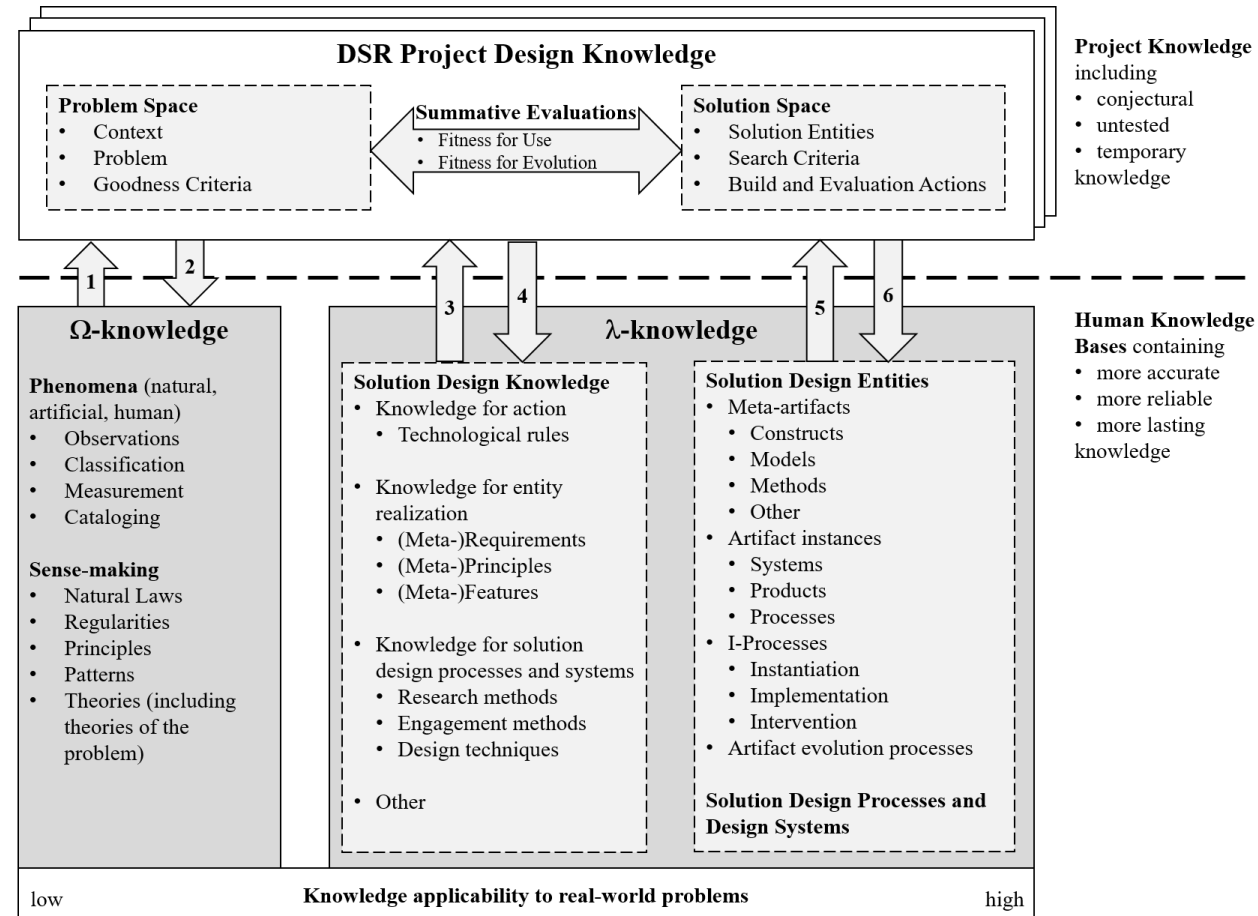 DSR Project Design Knowledge
Problem Space
• Context
• Problem
• Goodness Criteria
Summative Evaluations
• Fitness for Use
• Fitness for Evolution
Solution Space
• Solution Entities
• Search Criteria
• Build and Evaluation Actions
Project Knowledge
including
• conjectural
• untested
• temporary
knowledge
1
2
3
4
5
6
Ω-knowledge
Phenomena (natural,
artificial, human)
• Observations
• Classification
• Measurement
• Cataloging
Sense-making
• Natural Laws
• Regularities
• Principles
• Patterns
• Theories (including
theories of the
problem)
λ-knowledge
Solution Design Knowledge
• Knowledge for action
• Technological rules
• Knowledge for entity
realization
• (Meta-)Requirements
• (Meta-)Principles
• (Meta-)Features
• Knowledge for solution
design processes and systems
• Research methods
• Engagement methods
• Design techniques
• Other
Solution Design Entities
• Meta-artifacts
• Constructs
• Models
• Methods
• Other
• Artifact instances
• Systems
• Products
• Processes
• I-Processes
• Instantiation
• Implementation
• Intervention
• Artifact evolution processes
Solution Design Processes and
Design Systems
Human Knowledge
Bases containing
• more accurate
• more reliable
• more lasting
knowledge
low
Knowledge applicability to real-world problems
high